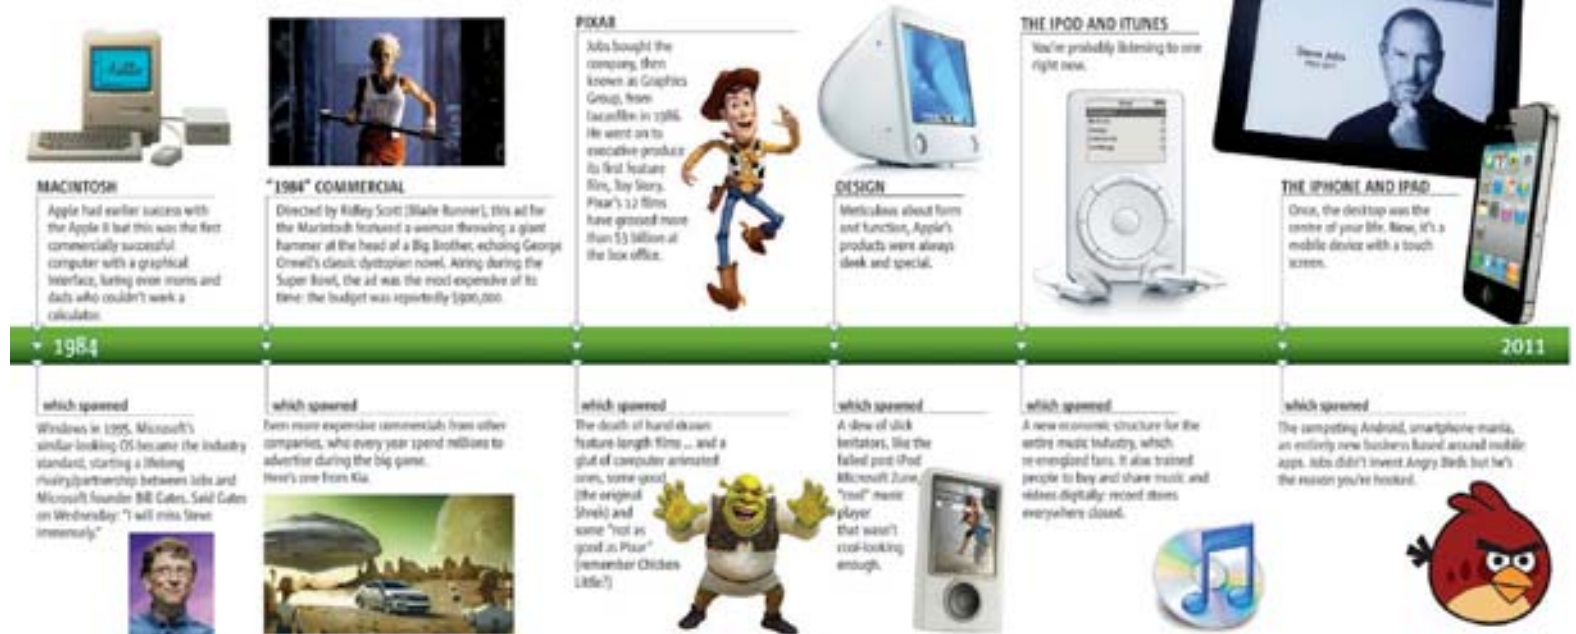 MACINTOSH
Apple had earlier success with
the Apple II but this was the first
commercially successful
computer with a graphical
interface, luring even moms and
dads who couldn't work a
calculator.
"1984" COMMERCIAL
Directed by Ridley Scott (Blade Runner), this ad for
the Macintosh featured a woman throwing a giant
hammer at the head of a Big Brother, echoing George
Orwell's classic dystopian novel. Airing during the
Super Bowl, the ad was the most expensive of its
time: the budget was reportedly $900,000.
PIXAR
Jobs bought the
company, then
known as Graphics
Group, from
Lucasfilm in 1986.
He went on to
executive produce
its first feature
film, Toy Story.
Pixar's 12 films
have grossed more
than $3 billion at
the box office.
DESIGN
Meticulous about form
and function, Apple's
products were always
sleek and special.
THE IPOD AND ITUNES
You're probably listening to one
right now.
Steve Jobs
THE IPHONE AND IPAD
Once, the desktop was the
centre of your life. Now, it's a
mobile device with a touch
screen.
1984
2011
which spawned
Windows in 1995. Microsoft's
similar-looking OS became the industry
standard, starting a lifelong
rivalry/partnership between Jobs and
Microsoft founder Bill Gates. Said Gates
on Wednesday: "I will miss Steve
immensely."
which spawned
Even more expensive commercials from other
companies, who every year spend millions to
advertise during the big game.
Here's one from Kia.
which spawned
The death of hand-drawn
feature-length films ... and a
glut of computer animated
ones, some good
(the original
Shrek) and
some "not as
good as Pixar"
(remember Chicken
Little?)
which spawned
A slew of slick
imitators, like the
failed post-iPod
Microsoft Zune,
"cool" music
player
that wasn't
cool-looking
enough.
which spawned
A new economic structure for the
entire music industry, which
re-energized fans. It also trained
people to buy and share music and
videos digitally: record stores
everywhere closed.
which spawned
The competing Android, smartphone mania,
an entirely new business based around mobile
apps. Jobs didn't invent Angry Birds but he's
the reason you're hooked.